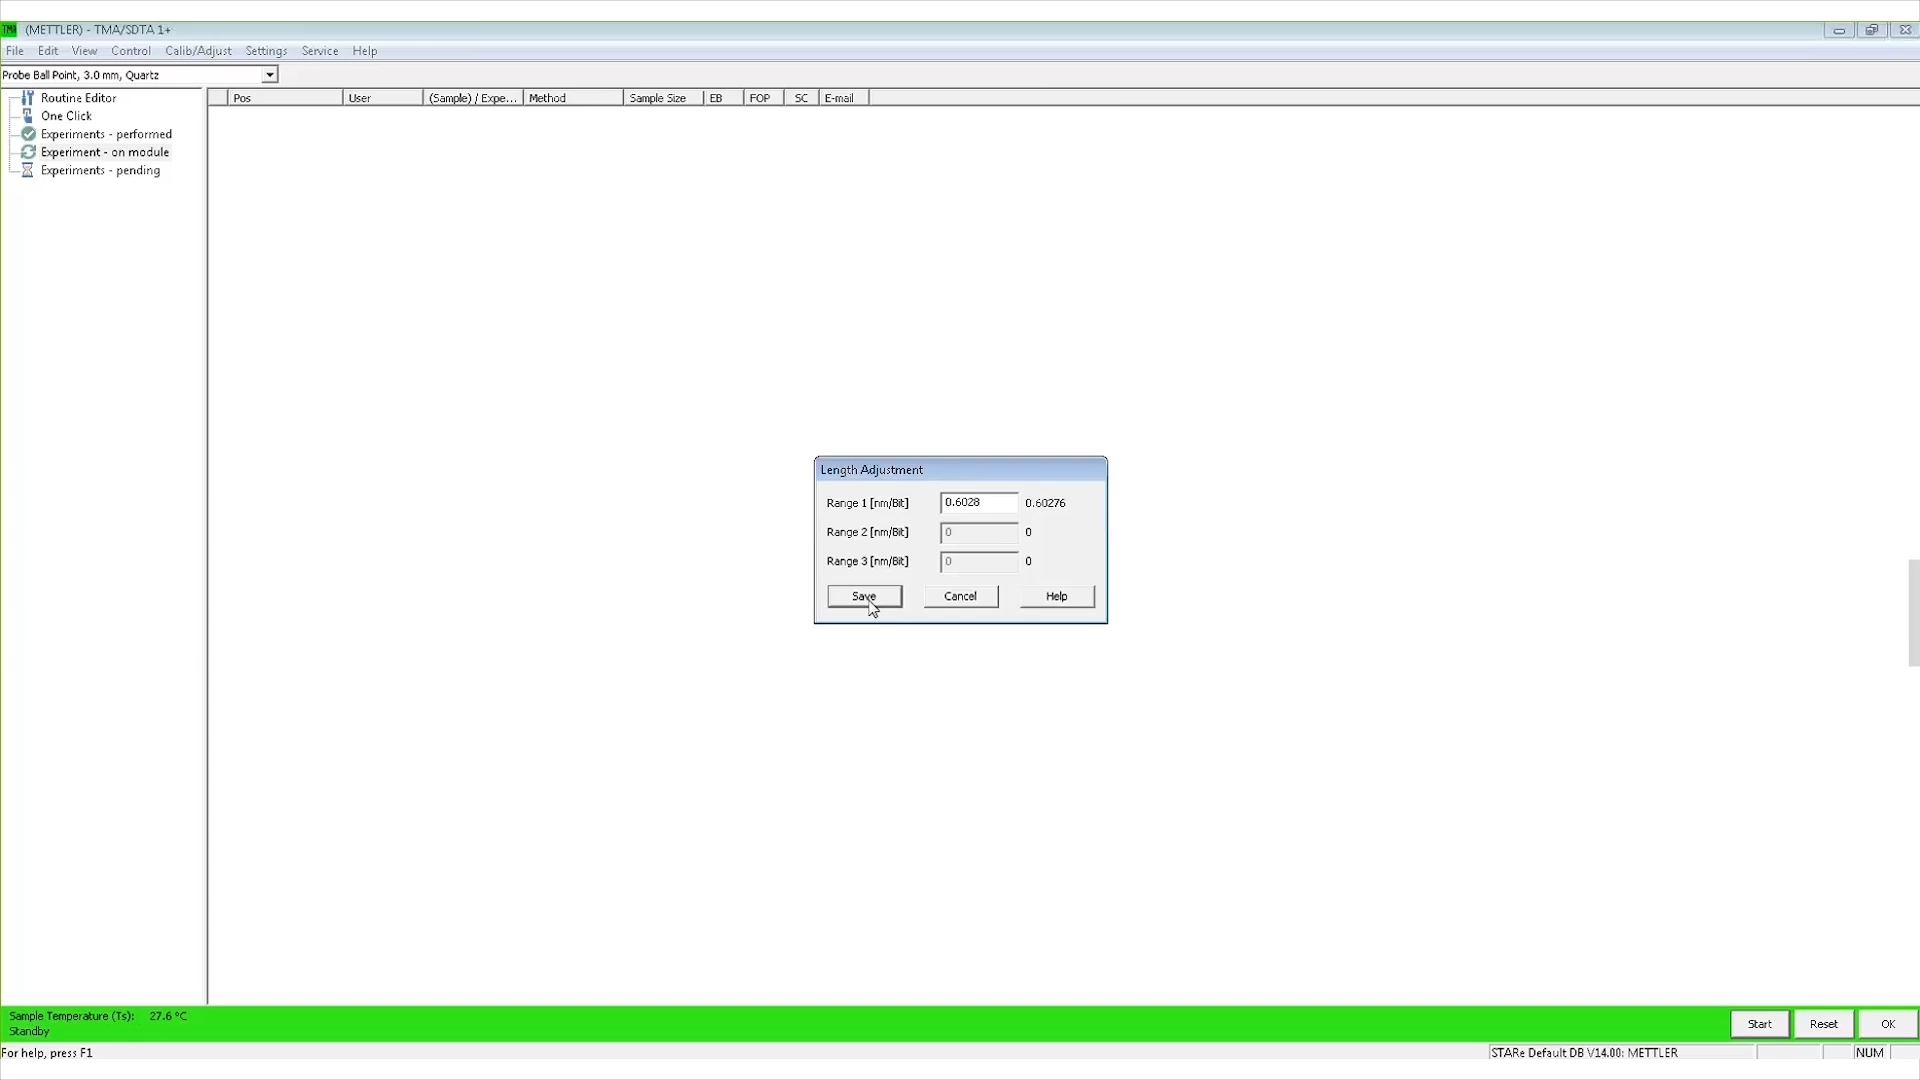 TMA (METTLER) - TMA/SDTA 1+
File Edit View Control Calib/Adjust Settings Service Help
Probe Ball Point, 3.0 mm, Quartz
Routine Editor
One Click
Experiments - performed
Experiment - on module
Experiments - pending
Pos User (Sample) / Expe... Method Sample Size EB FOP SC E-mail
Length Adjustment
Range 1 [nm/Bit] 0.6028 0.60276
Range 2 [nm/Bit] 0 0
Range 3 [nm/Bit] 0 0
Save Cancel Help
Sample Temperature (Ts): 27.6 °C
Standby
Start Reset OK
For help, press F1
STARe Default DB V14.00: METTLER NUM